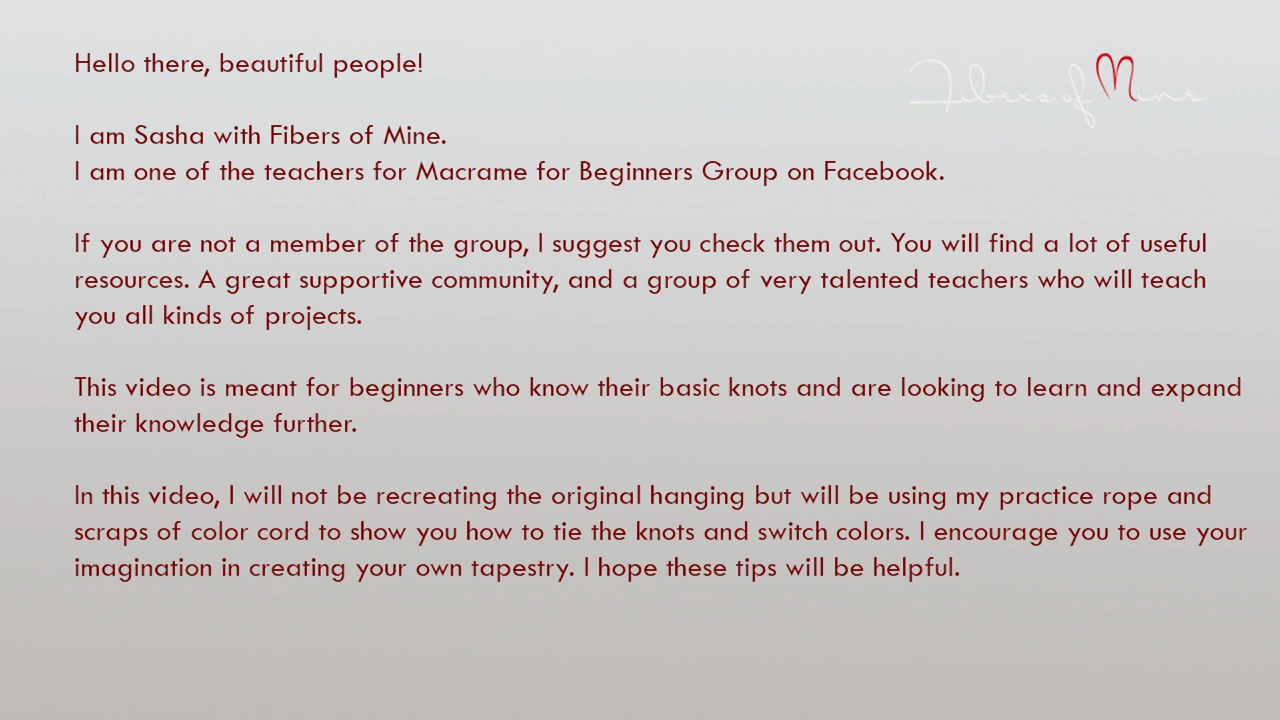 Hello there, beautiful people!
Fibers of Mine
I am Sasha with Fibers of Mine.
I am one of the teachers for Macrame for Beginners Group on Facebook.
If you are not a member of the group, I suggest you check them out. You will find a lot of useful
resources. A great supportive community, and a group of very talented teachers who will teach
you all kinds of projects.
This video is meant for beginners who know their basic knots and are looking to learn and expand
their knowledge further.
In this video, I will not be recreating the original hanging but will be using my practice rope and
scraps of color cord to show you how to tie the knots and switch colors. I encourage you to use your
imagination in creating your own tapestry. I hope these tips will be helpful.